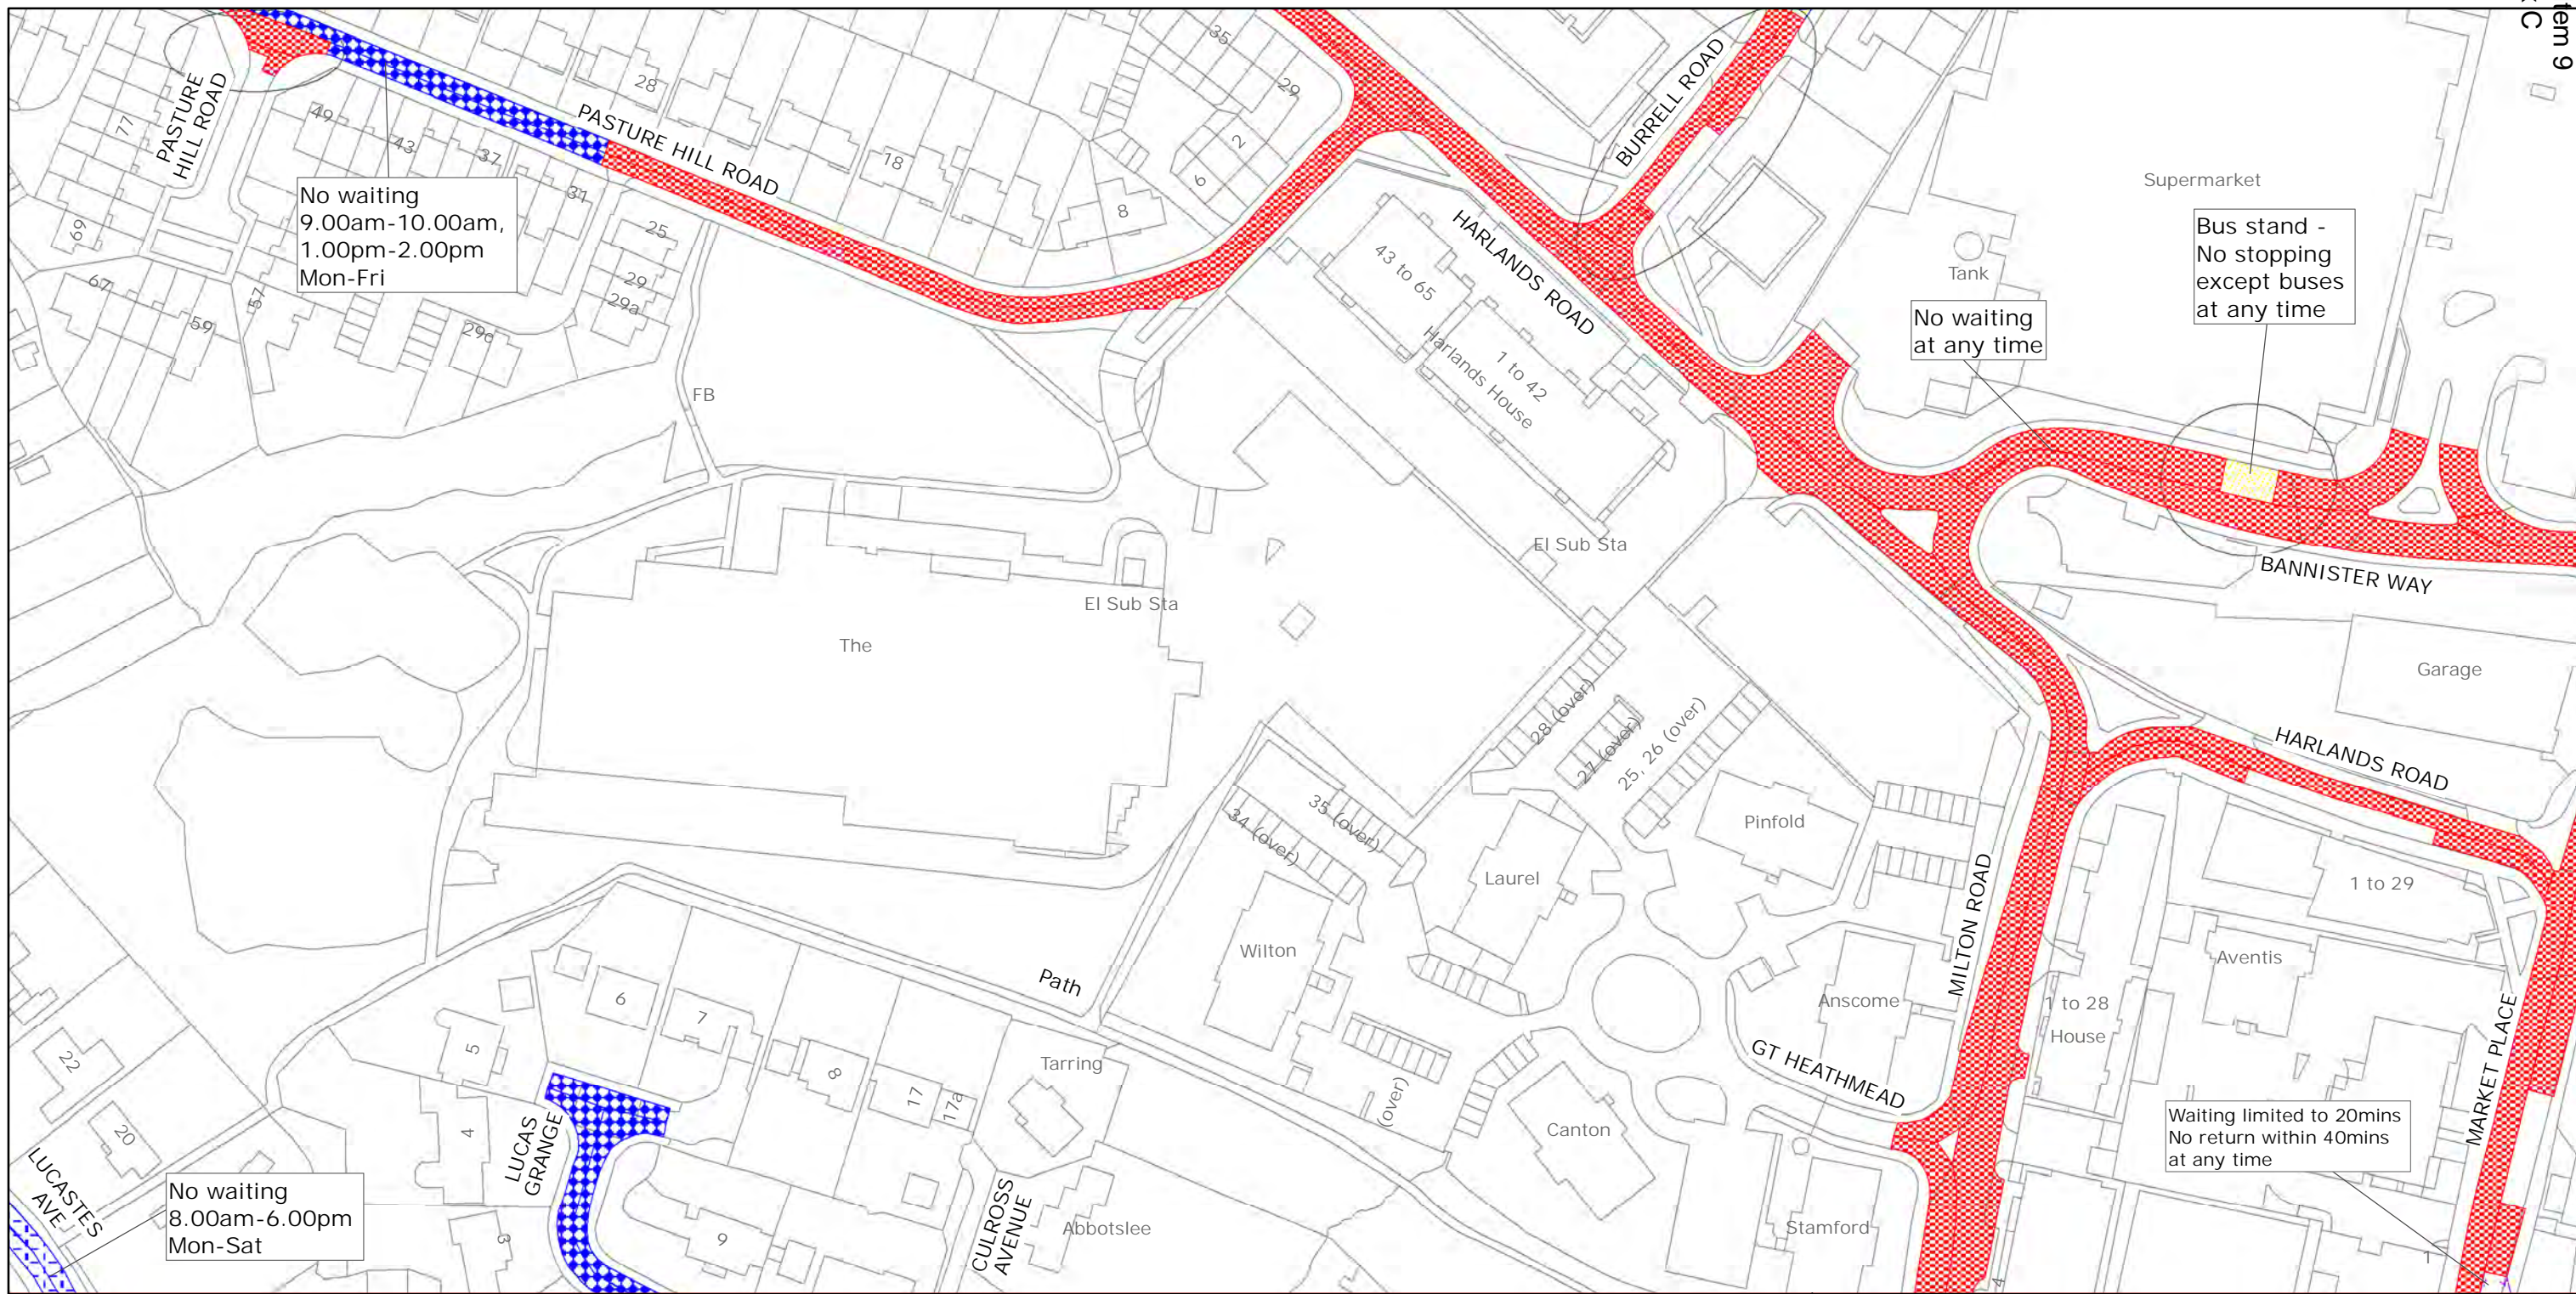 tem 9
C
PASTURE
HILL ROAD
77
69
67
59
57
49
43
37
31
28
PASTURE HILL ROAD
18
25
29
29a
29c
35
29
2
6
8
No waiting
9.00am-10.00am,
1.00pm-2.00pm
Mon-Fri
BURRELL ROAD
HARLANDS ROAD
43 to 65
1 to 42
Harlands House
Supermarket
Tank
Bus stand -
No stopping
except buses
at any time
No waiting
at any time
BANNISTER WAY
FB
El Sub Sta
El Sub Sta
The
Garage
HARLANDS ROAD
28 (over)
27 (over)
25, 26 (over)
35 (over)
34 (over)
Pinfold
Laurel
Wilton
MILTON ROAD
1 to 29
Aventis
Anscome
1 to 28
House
GT HEATHMEAD
MARKET PLACE
Path
6
7
5
8
17
17a
4
3
9
22
20
Tarring
(over)
Canton
Stamford
Abbotslee
LUCAS
GRANGE
CULROSS
AVENUE
LUCASTES
AVE
No waiting
8.00am-6.00pm
Mon-Sat
Waiting limited to 20mins
No return within 40mins
at any time
4
1